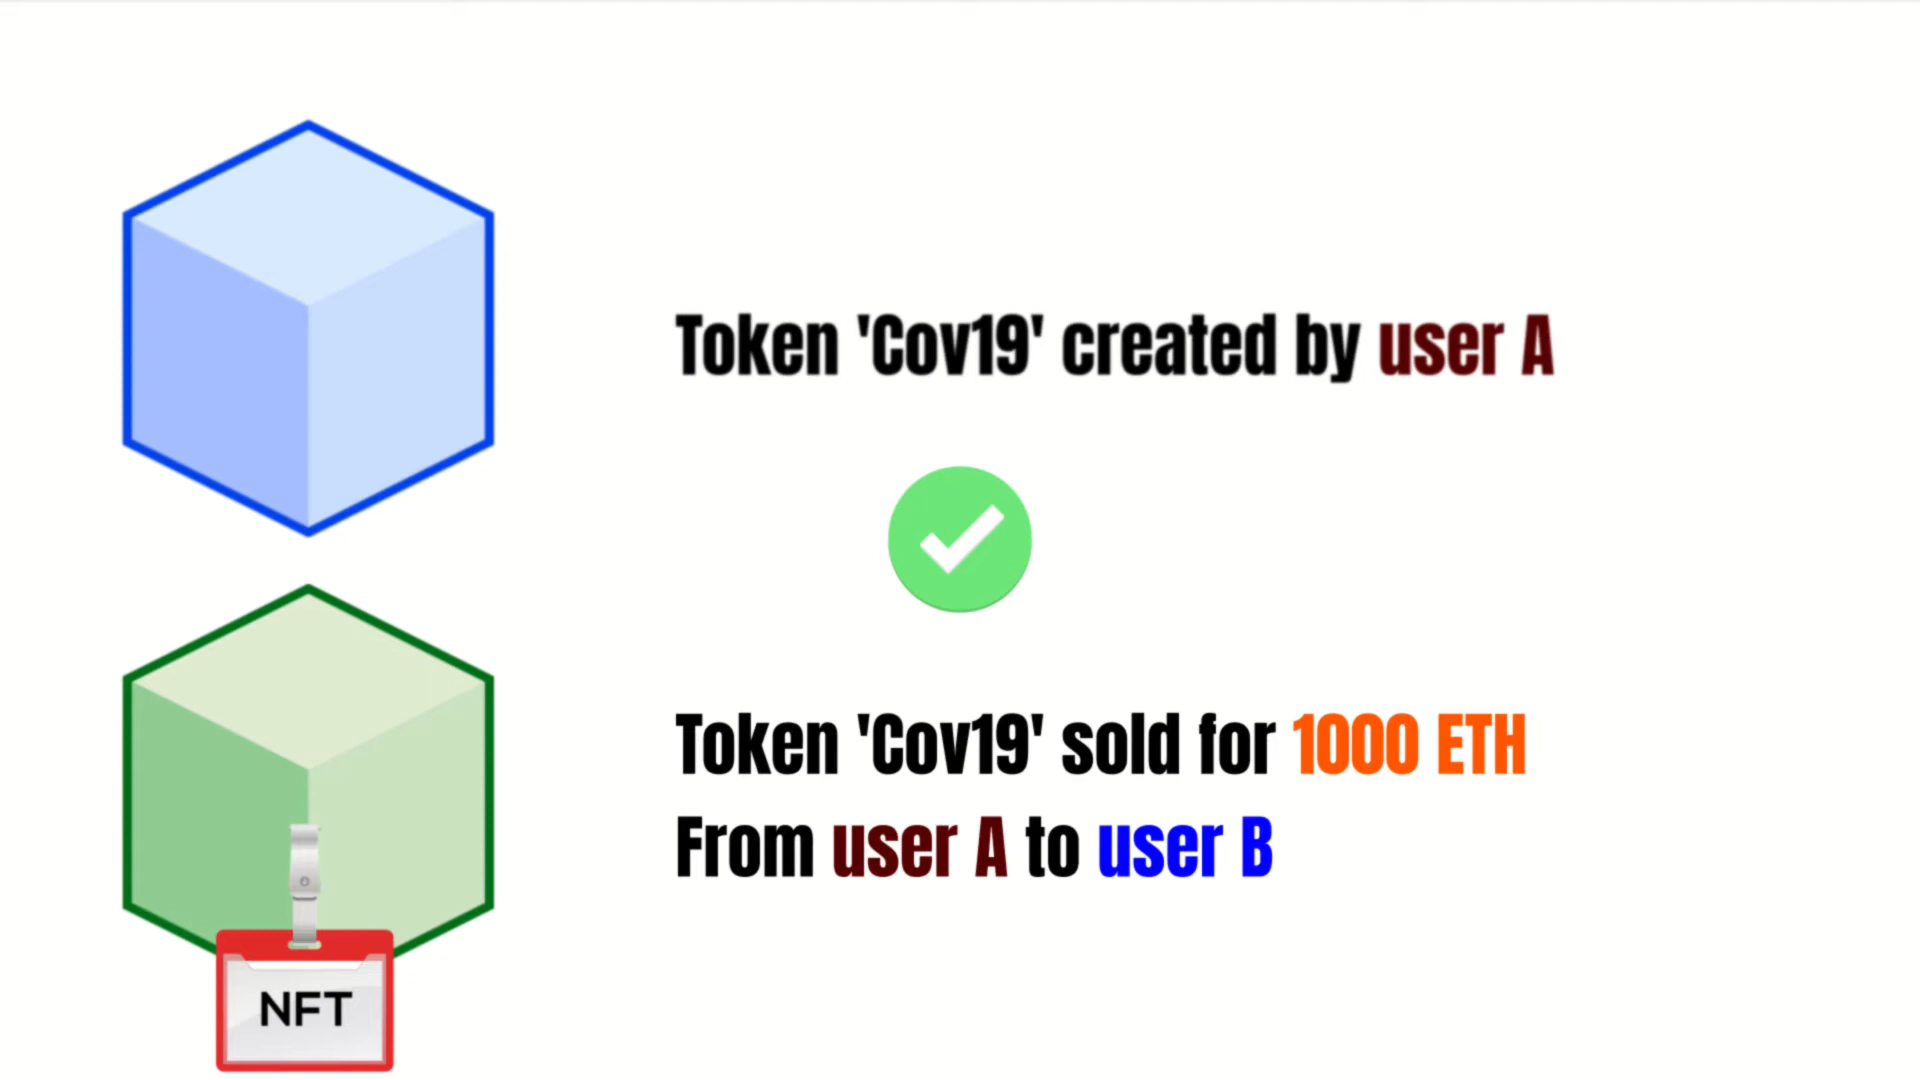 Token 'Cov19' created by user A
Token 'Cov19' sold for 1000 ETH
From user A to user B
NFT